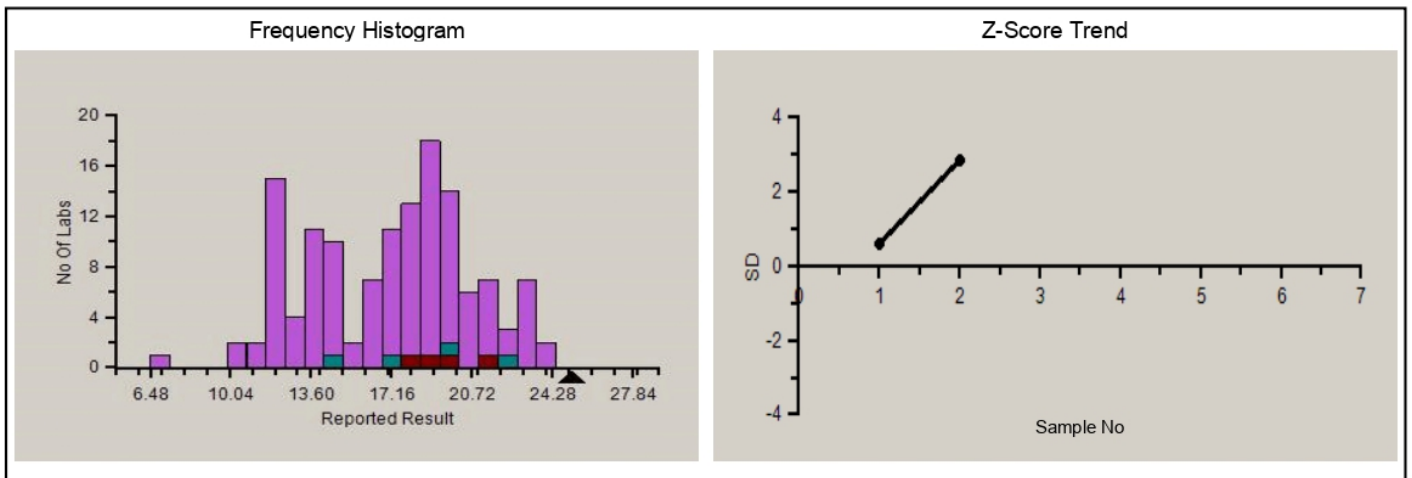 Frequency Histogram
20
16
12
8
4
0
No Of Labs
6.48 10.04 13.60 17.16 20.72 24.28 27.84
Reported Result
Z-Score Trend
4
2
0
-2
-4
SD
0 1 2 3 4 5 6 7
Sample No